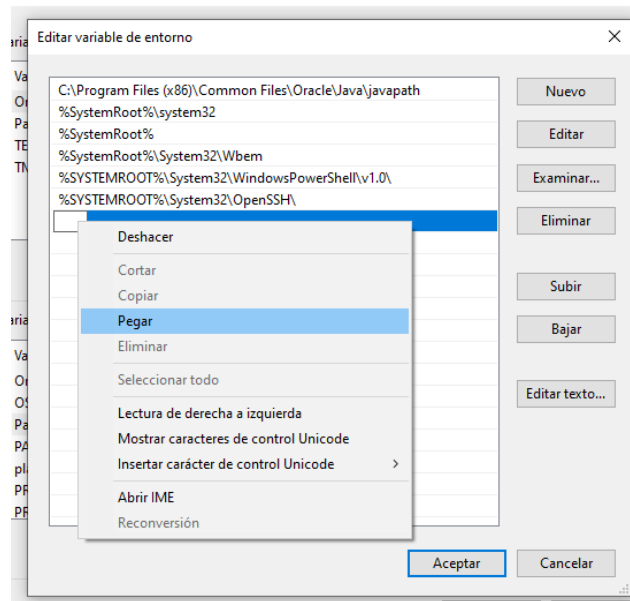 Editar variable de entorno
C:\Program Files (x86)\Common Files\Oracle\Java\javapath
%SystemRoot%\system32
%SystemRoot%
%SystemRoot%\System32\Wbem
%SYSTEMROOT%\System32\WindowsPowerShell\v1.0\
%SYSTEMROOT%\System32\OpenSSH\
Nuevo
Editar
Examinar...
Eliminar
Subir
Bajar
Editar texto...
Deshacer
Cortar
Copiar
Pegar
Eliminar
Seleccionar todo
Lectura de derecha a izquierda
Mostrar caracteres de control Unicode
Insertar carácter de control Unicode
Abrir IME
Reconversión
Aceptar
Cancelar